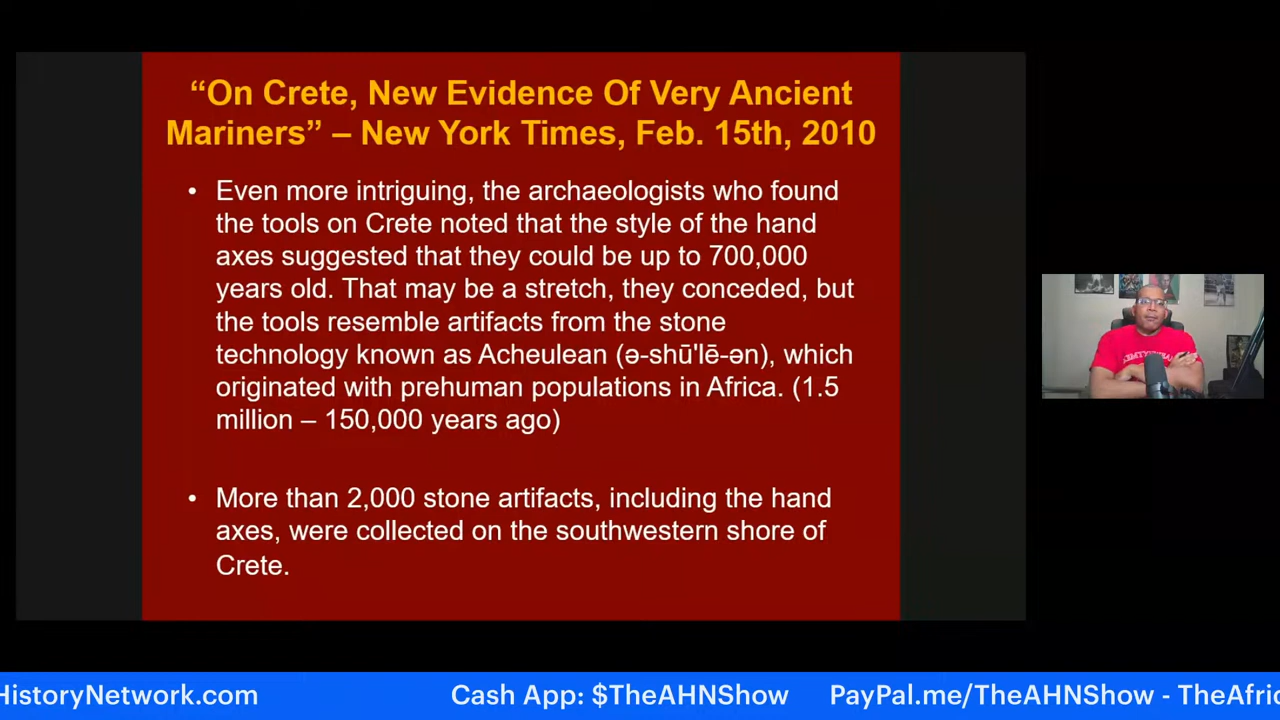 “On Crete, New Evidence Of Very Ancient
Mariners” – New York Times, Feb. 15th, 2010
• Even more intriguing, the archaeologists who found
the tools on Crete noted that the style of the hand
axes suggested that they could be up to 700,000
years old. That may be a stretch, they conceded, but
the tools resemble artifacts from the stone
technology known as Acheulean (ə-shū'lē-ən), which
originated with prehuman populations in Africa. (1.5
million – 150,000 years ago)
• More than 2,000 stone artifacts, including the hand
axes, were collected on the southwestern shore of
Crete.
HistoryNetwork.com Cash App: $TheAHNShow PayPal.me/TheAHNShow - TheAfri